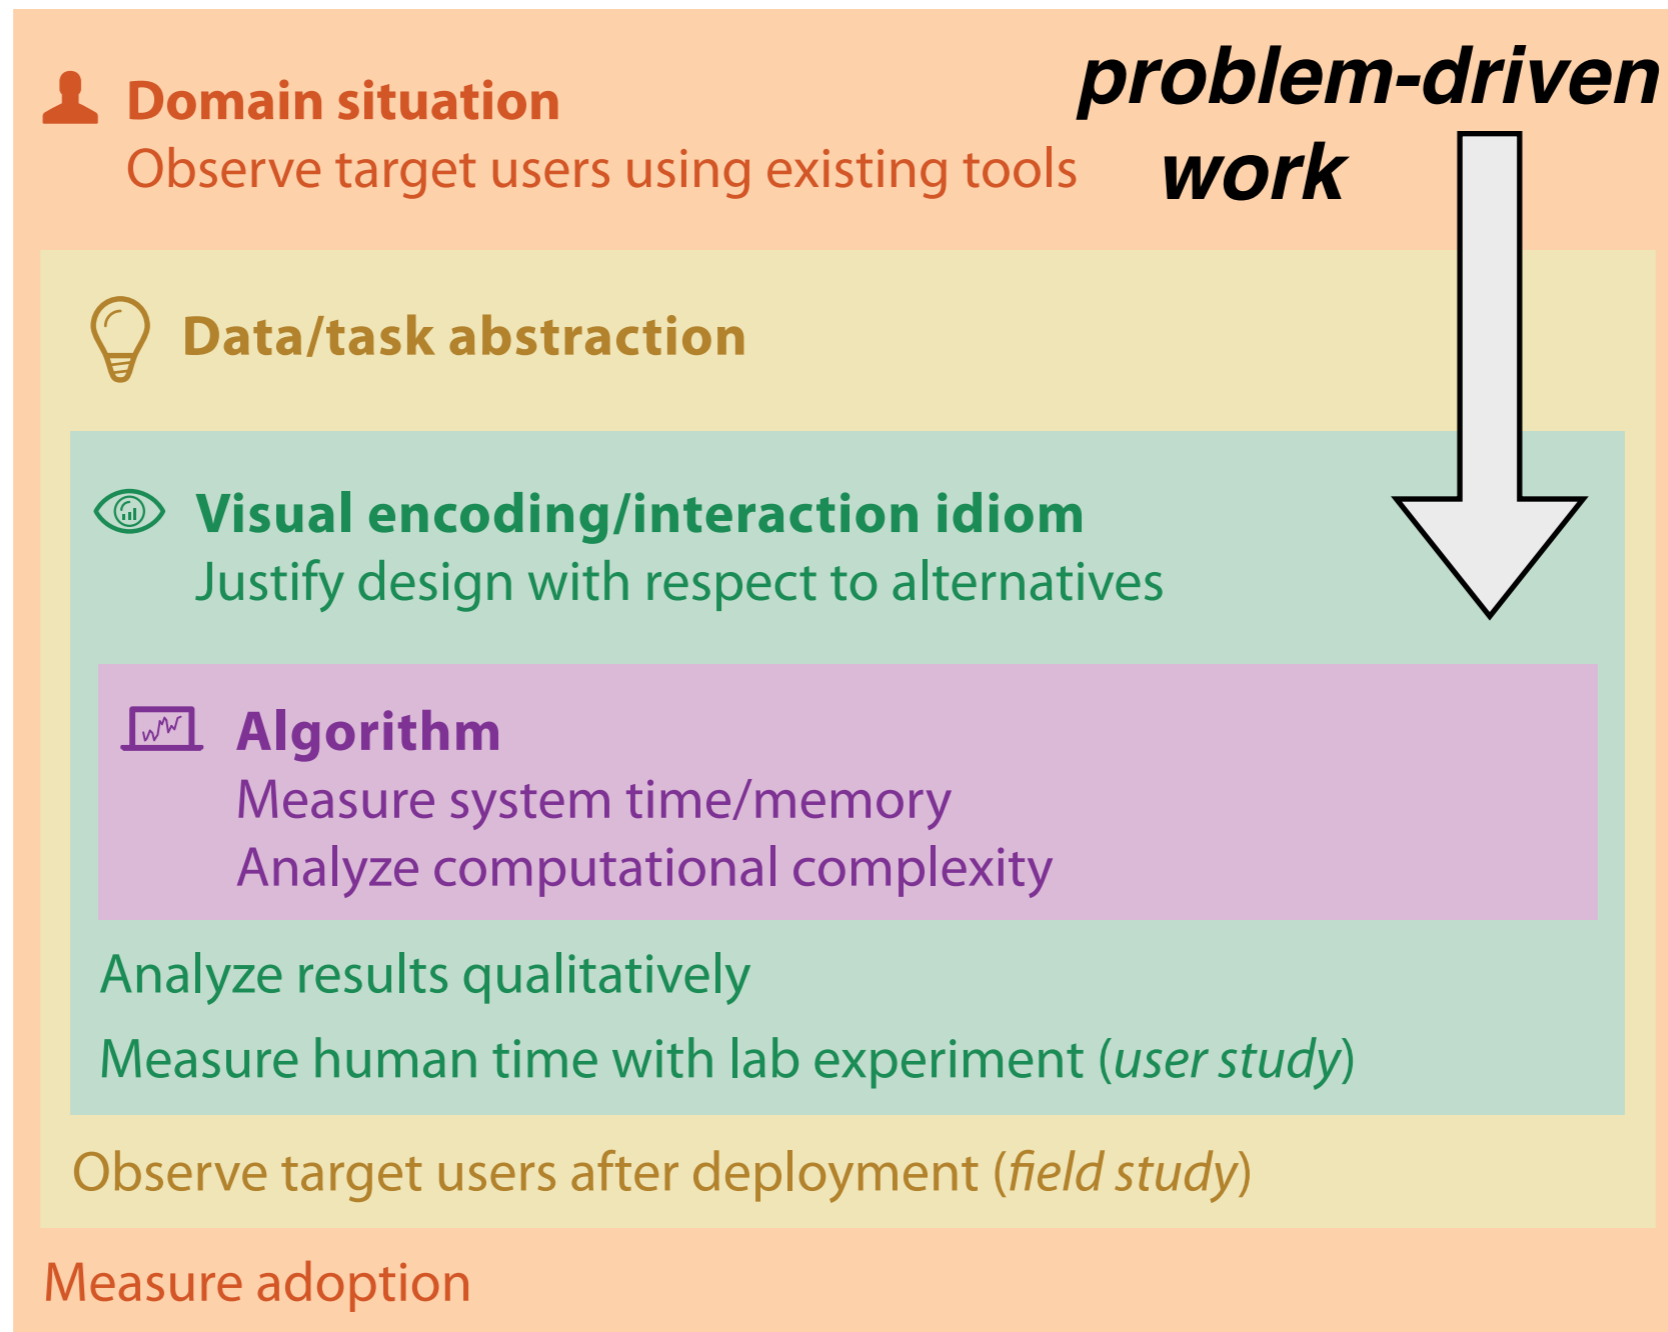 problem-driven
work
Domain situation
Observe target users using existing tools
Data/task abstraction
Visual encoding/interaction idiom
Justify design with respect to alternatives
Algorithm
Measure system time/memory
Analyze computational complexity
Analyze results qualitatively
Measure human time with lab experiment (user study)
Observe target users after deployment (field study)
Measure adoption